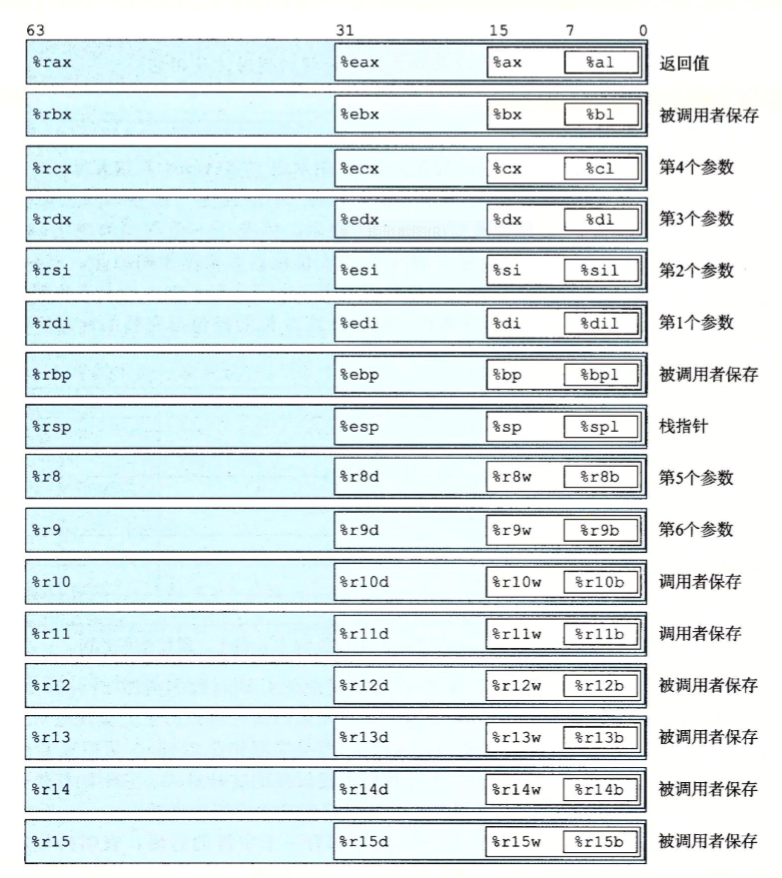 63 31 15 7 0
%rax %eax %ax %al 返回值
%rbx %ebx %bx %bl 被调用者保存
%rcx %ecx %cx %cl 第4个参数
%rdx %edx %dx %dl 第3个参数
%rsi %esi %si %sil 第2个参数
%rdi %edi %di %dil 第1个参数
%rbp %ebp %bp %bpl 被调用者保存
%rsp %esp %sp %spl 栈指针
%r8 %r8d %r8w %r8b 第5个参数
%r9 %r9d %r9w %r9b 第6个参数
%r10 %r10d %r10w %r10b 调用者保存
%r11 %r11d %r11w %r11b 调用者保存
%r12 %r12d %r12w %r12b 被调用者保存
%r13 %r13d %r13w %r13b 被调用者保存
%r14 %r14d %r14w %r14b 被调用者保存
%r15 %r15d %r15w %r15b 被调用者保存